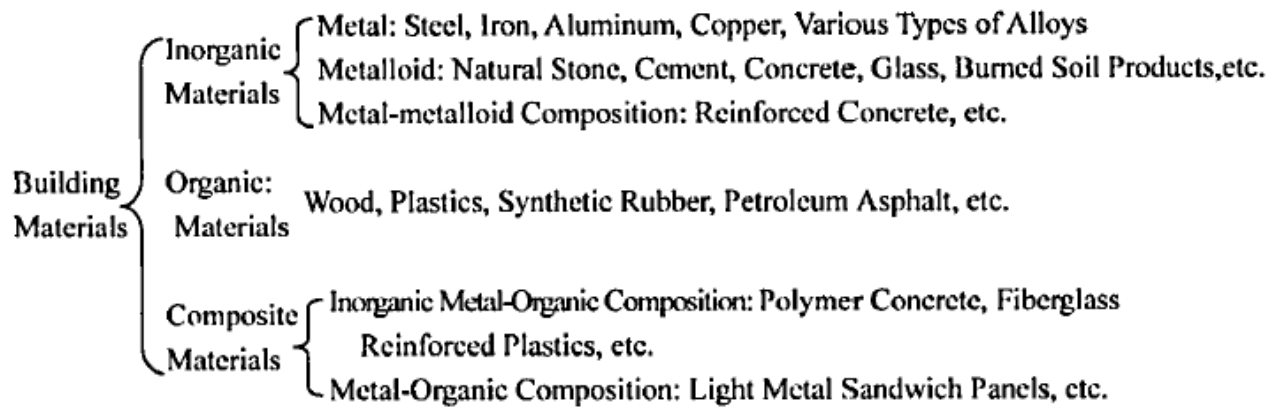 Inorganic Materials
Metal: Steel, Iron, Aluminum, Copper, Various Types of Alloys
Metalloid: Natural Stone, Cement, Concrete, Glass, Burned Soil Products,etc.
Metal-metalloid Composition: Reinforced Concrete, etc.
Building Materials
Organic: Materials
Wood, Plastics, Synthetic Rubber, Petroleum Asphalt, etc.
Composite Materials
Inorganic Metal-Organic Composition: Polymer Concrete, Fiberglass
Reinforced Plastics, etc.
Metal-Organic Composition: Light Metal Sandwich Panels, etc.